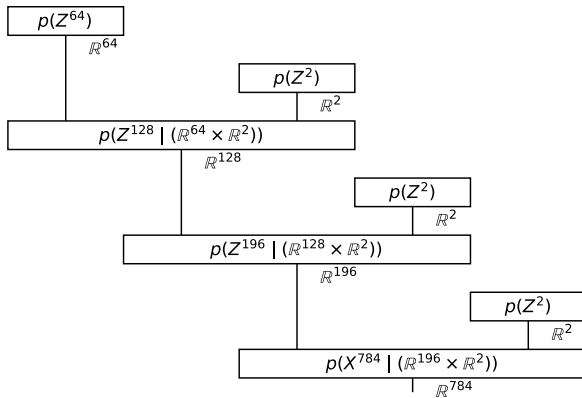 p(Z^64)
ℝ^64
p(Z^2)
ℝ^2
p(Z^128 | (ℝ^64 × ℝ^2))
ℝ^128
p(Z^2)
ℝ^2
p(Z^196 | (ℝ^128 × ℝ^2))
ℝ^196
p(Z^2)
ℝ^2
p(X^784 | (ℝ^196 × ℝ^2))
ℝ^784